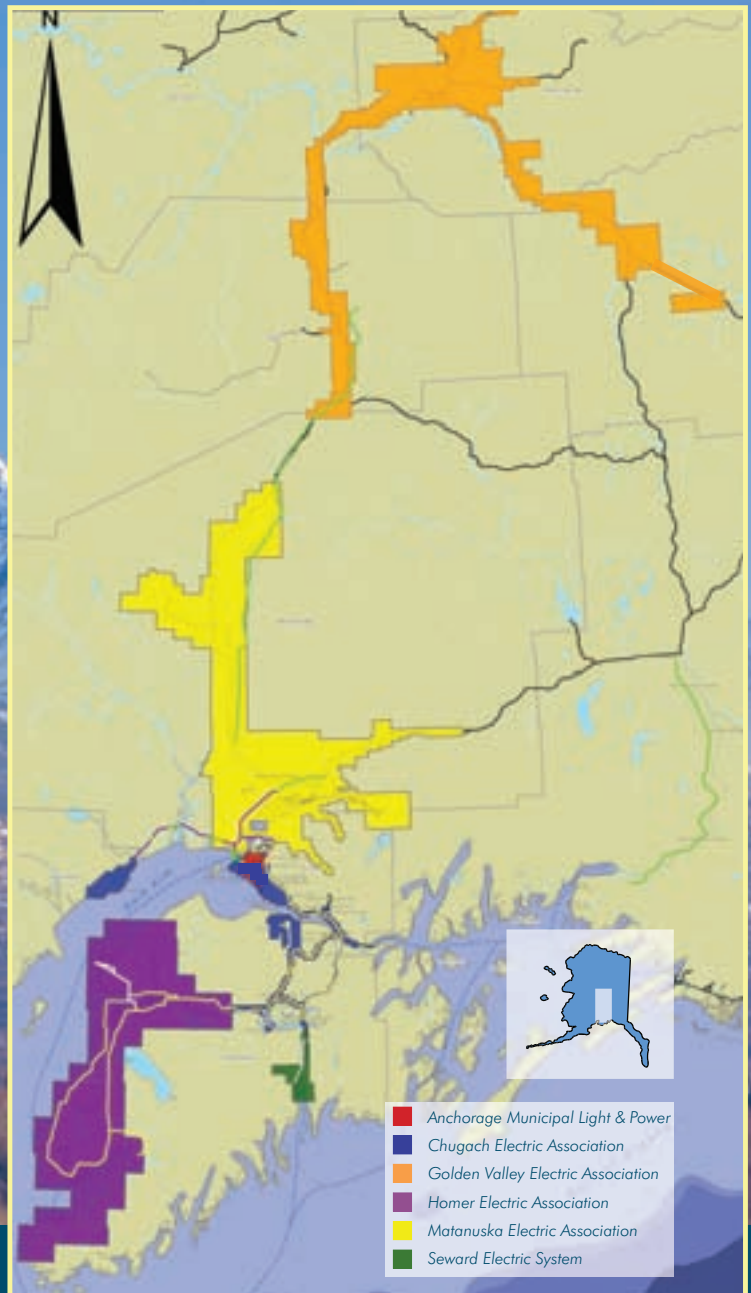 N
Anchorage Municipal Light & Power
Chugach Electric Association
Golden Valley Electric Association
Homer Electric Association
Matanuska Electric Association
Seward Electric System